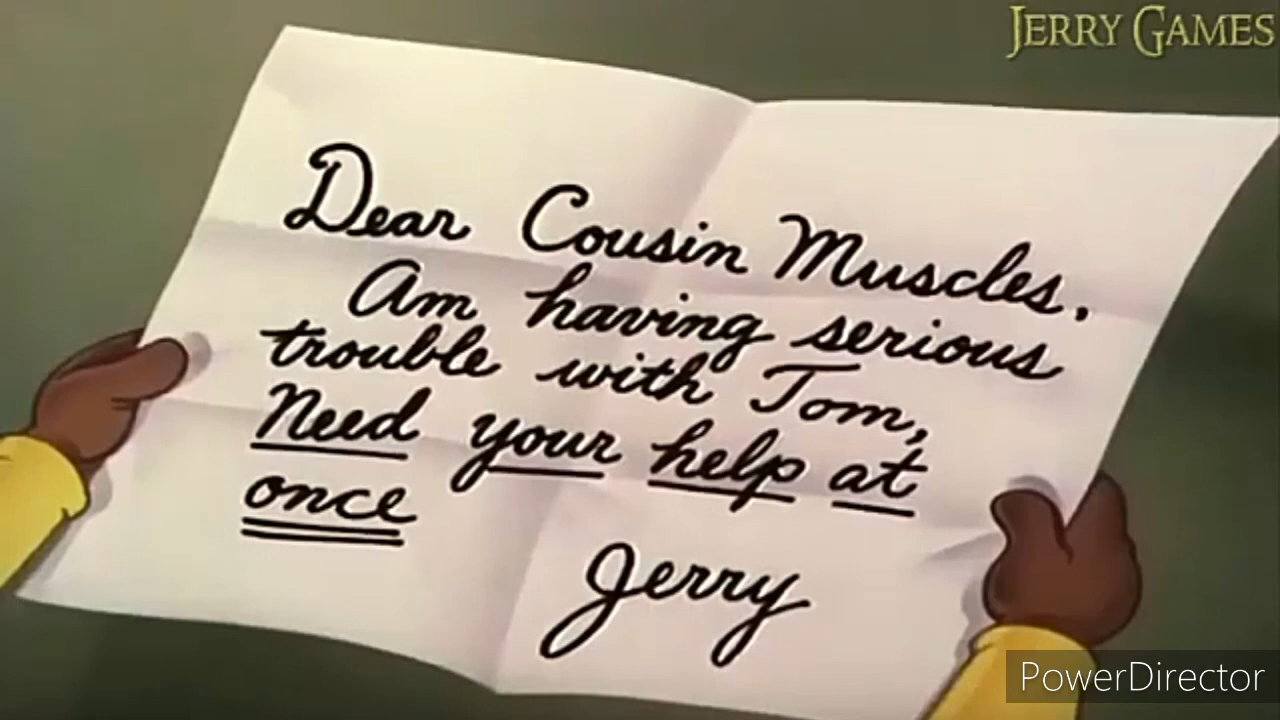 JERRY GAMES
Dear Cousin Muscles,
Am having serious
trouble with Tom,
Need your help at
once
Jerry
PowerDirector